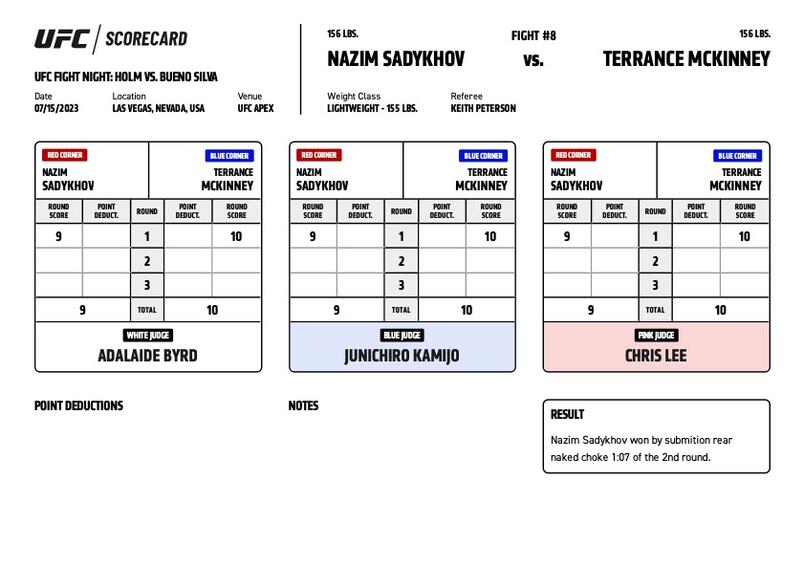 UFC / SCORECARD
UFC FIGHT NIGHT: HOLM VS. BUENO SILVA
Date Location Venue
07/15/2023 LAS VEGAS, NEVADA, USA UFC APEX
156 LBS. FIGHT #8 156 LBS.
NAZIM SADYKHOV vs. TERRANCE MCKINNEY
Weight Class Referee
LIGHTWEIGHT - 155 LBS. KEITH PETERSON
RED CORNER BLUE CORNER
NAZIM TERRANCE
SADYKHOV MCKINNEY
ROUND SCORE POINT DEDUCT. ROUND POINT DEDUCT. ROUND SCORE
9 1 10
2
3
9 TOTAL 10
WHITE JUDGE
ADALAIDE BYRD
RED CORNER BLUE CORNER
NAZIM TERRANCE
SADYKHOV MCKINNEY
ROUND SCORE POINT DEDUCT. ROUND POINT DEDUCT. ROUND SCORE
9 1 10
2
3
9 TOTAL 10
BLUE JUDGE
JUNICHIRO KAMIJO
RED CORNER BLUE CORNER
NAZIM TERRANCE
SADYKHOV MCKINNEY
ROUND SCORE POINT DEDUCT. ROUND POINT DEDUCT. ROUND SCORE
9 1 10
2
3
9 TOTAL 10
PINK JUDGE
CHRIS LEE
POINT DEDUCTIONS
NOTES
RESULT
Nazim Sadykhov won by submition rear
naked choke 1:07 of the 2nd round.